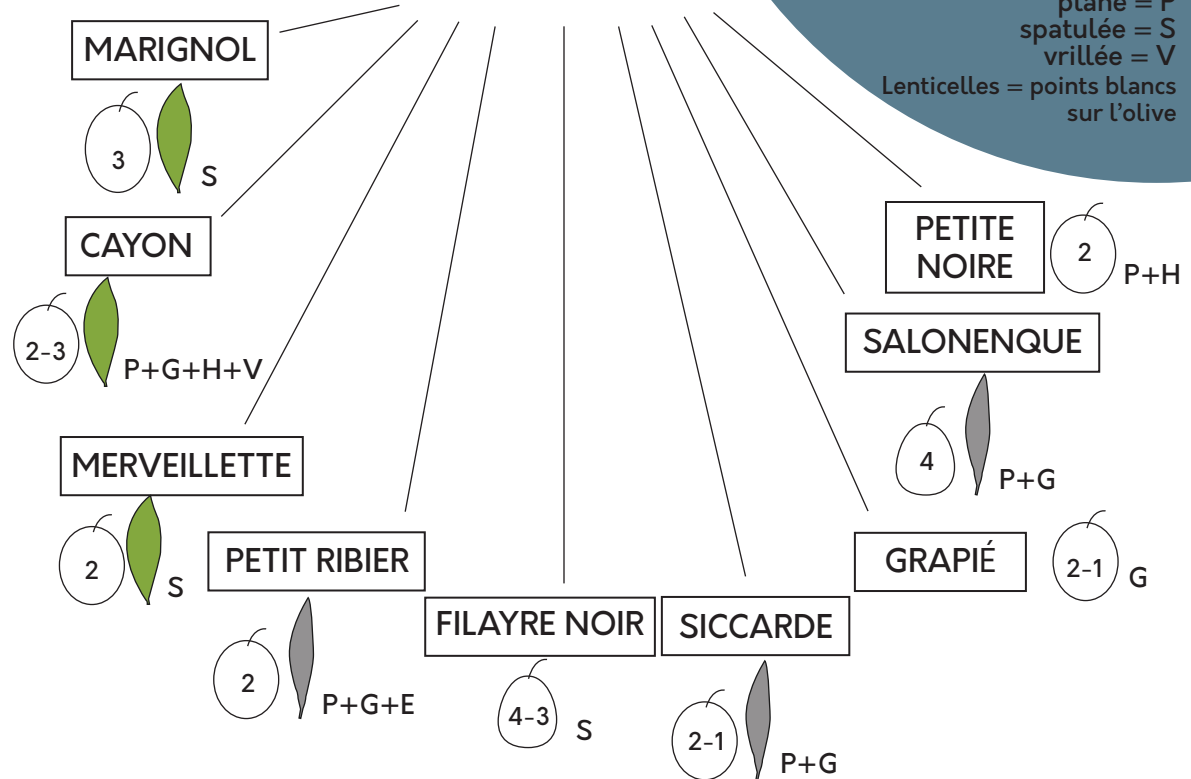 plane = P
spatulée = S
vrillée = V
Lenticelles = points blancs
sur l'olive
MARIGNOL
3
S
CAYON
2-3
P+G+H+V
MERVEILLETTE
2
S
PETIT RIBIER
2
P+G+E
FILAYRE NOIR
4-3
S
SICCARDE
2-1
P+G
GRAPIÉ
2-1
G
SALONENQUE
4
P+G
PETITE
NOIRE
2
P+H